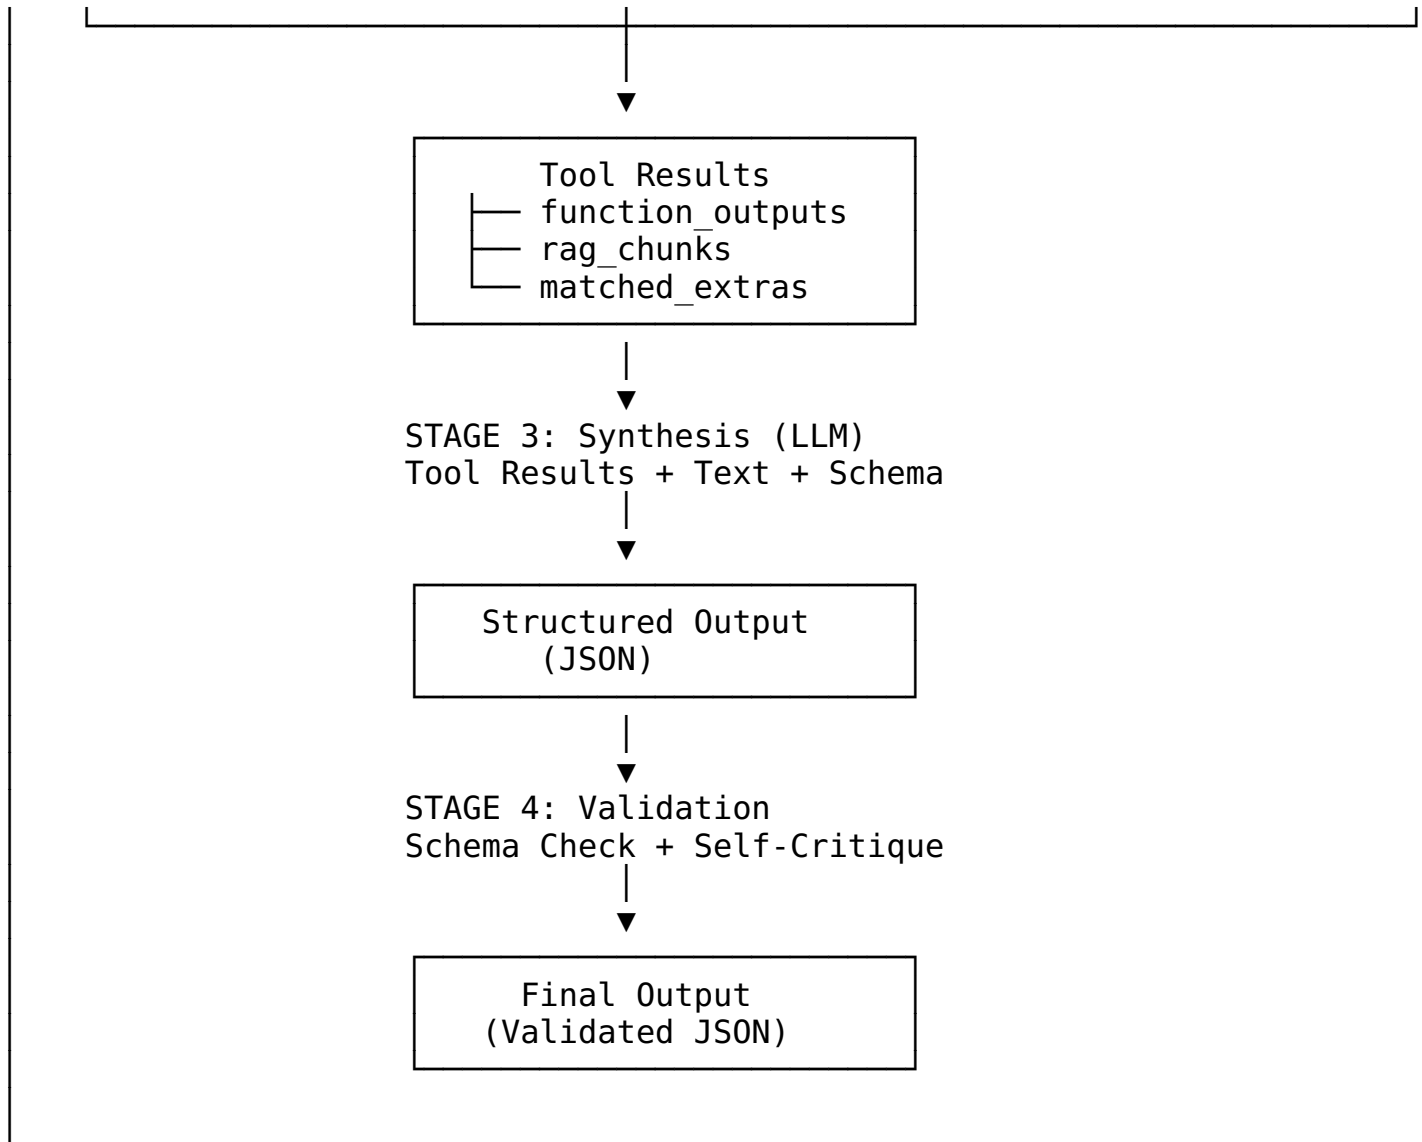 Tool Results
function_outputs
rag_chunks
matched_extras
STAGE 3: Synthesis (LLM)
Tool Results + Text + Schema
Structured Output
(JSON)
STAGE 4: Validation
Schema Check + Self-Critique
Final Output
(Validated JSON)